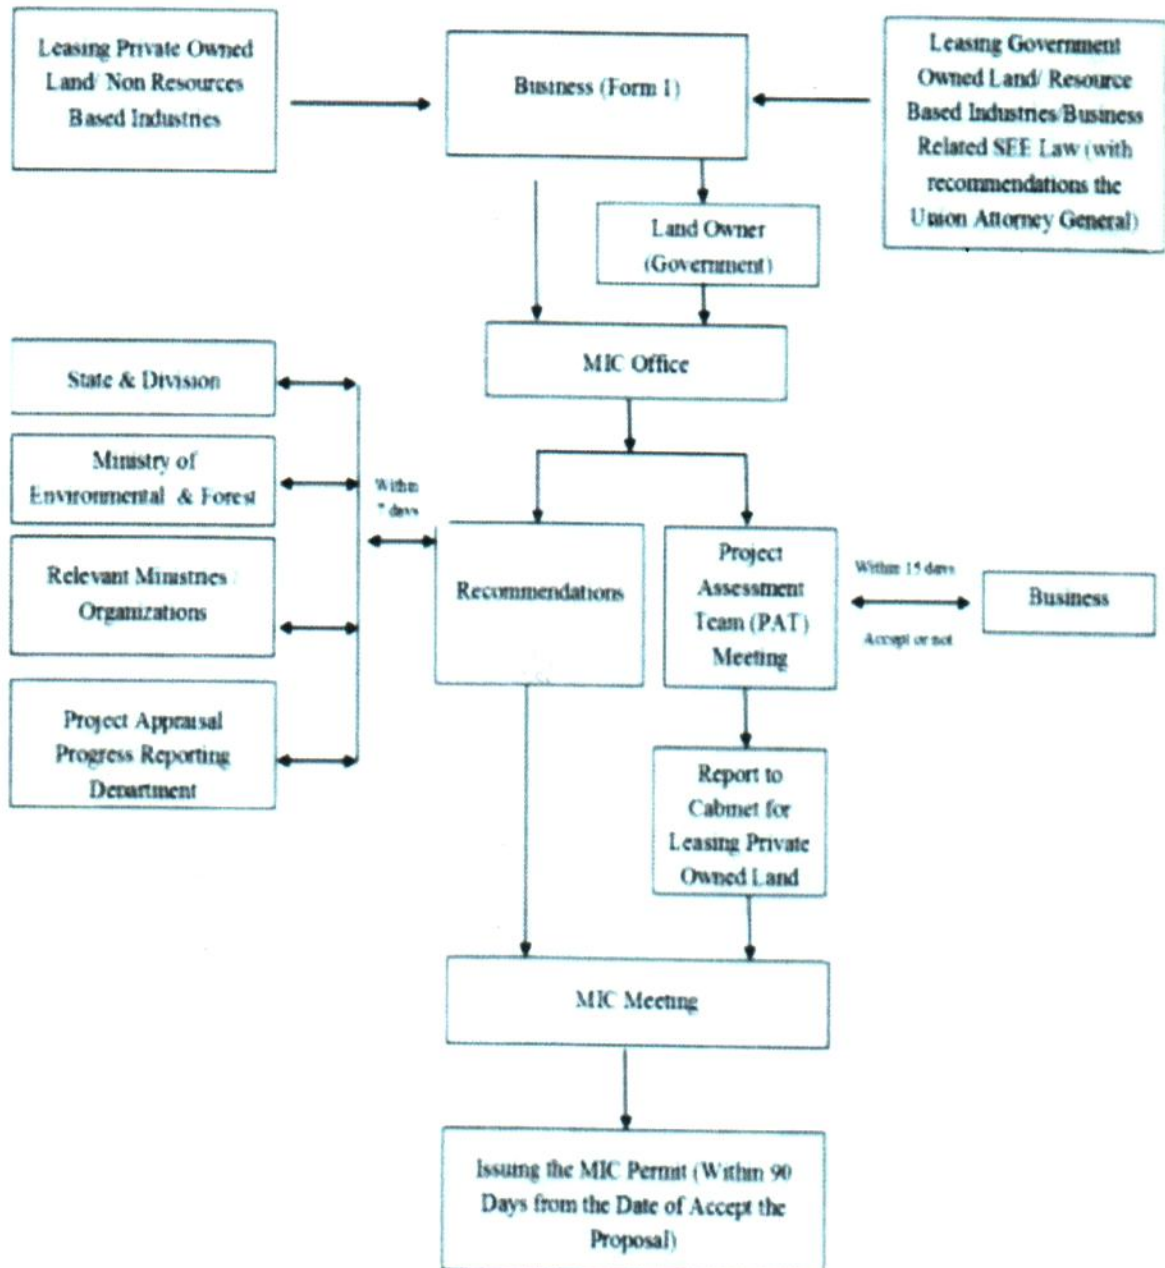 Leasing Private Owned
Land/ Non Resources
Based Industries
Business (Form 1)
Leasing Government
Owned Land/ Resource
Based Industries/Business
Related SEE Law (with
recommendations the
Union Attorney General)
Land Owner
(Government)
MIC Office
State & Division
Ministry of
Environmental & Forest
Relevant Ministries
Organizations
Project Appraisal
Progress Reporting
Department
Within
7 days
Recommendations
Project
Assessment
Team (PAT)
Meeting
Within 15 days
Accept or not
Business
Report to
Cabinet for
Leasing Private
Owned Land
MIC Meeting
Issuing the MIC Permit (Within 90
Days from the Date of Accept the
Proposal)